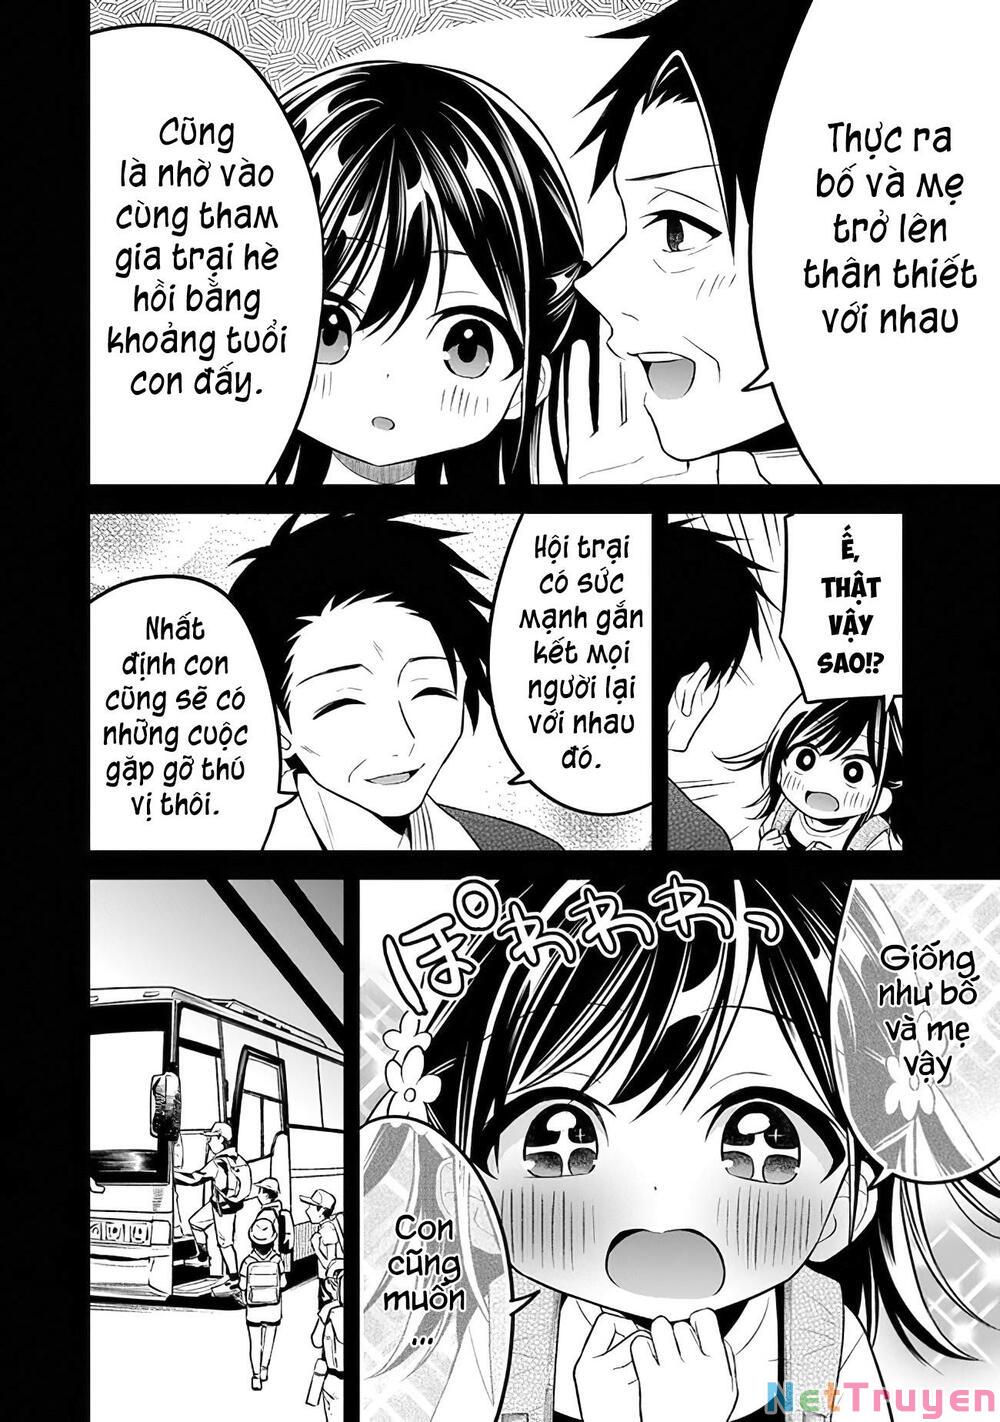 Thực ra
bố và mẹ
trở lên
thân thiết
với nhau
Cũng
là nhờ vào
cùng tham
gia trại hè
hồi bằng
khoảng tuổi
con đấy.
Ế,
THẬT
VẬY
SAO!?
Hội trại
có sức
mạnh gắn
kết mọi
người lại
với nhau
đó.
Nhất
định con
cũng sẽ có
những cuộc
gặp gỡ thú
vị thôi.
Giống
như bố
và mẹ
vậy
ぽわわわっ
Con
cũng
muốn
...
NetTruyen